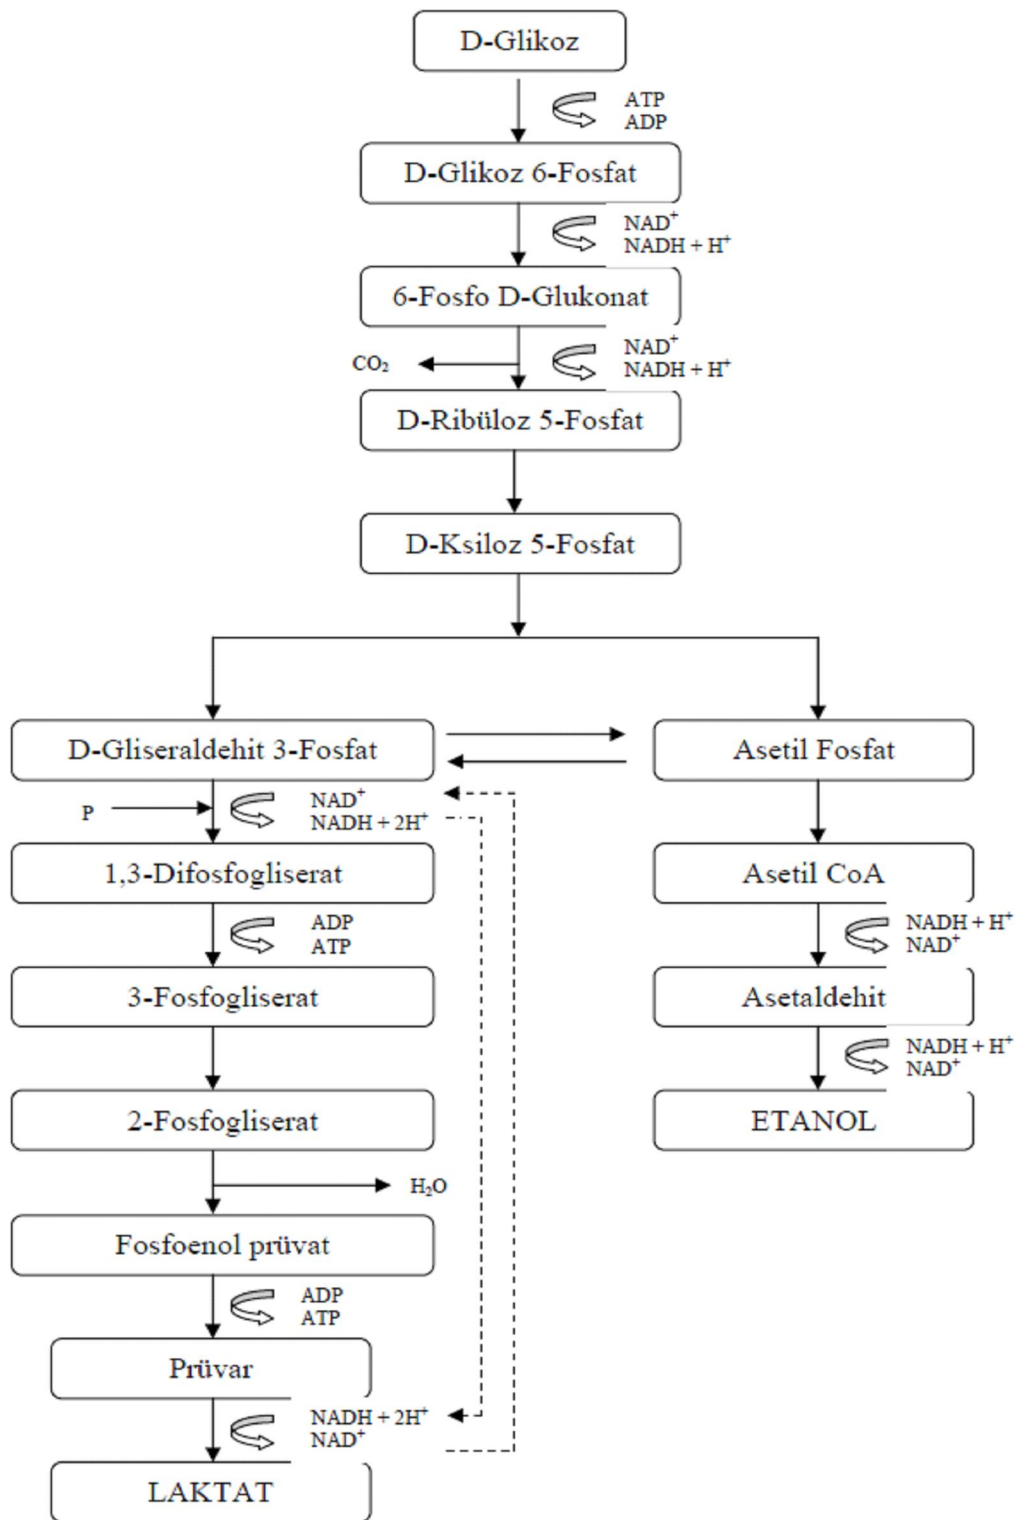 D-Glikoz
ATP
ADP
D-Glikoz 6-Fosfat
NAD⁺
NADH + H⁺
6-Fosfo D-Glukonat
CO₂
NAD⁺
NADH + H⁺
D-Ribüloz 5-Fosfat
D-Ksiloz 5-Fosfat
D-Gliseraldehit 3-Fosfat
Asetil Fosfat
P
NAD⁺
NADH + 2H⁺
1,3-Difosfogliserat
Asetil CoA
ADP
ATP
NADH + H⁺
NAD⁺
3-Fosfogliserat
Asetaldehit
NADH + H⁺
NAD⁺
2-Fosfogliserat
ETANOL
H₂O
Fosfoenol prüvat
ADP
ATP
Prüvar
NADH + 2H⁺
NAD⁺
LAKTAT